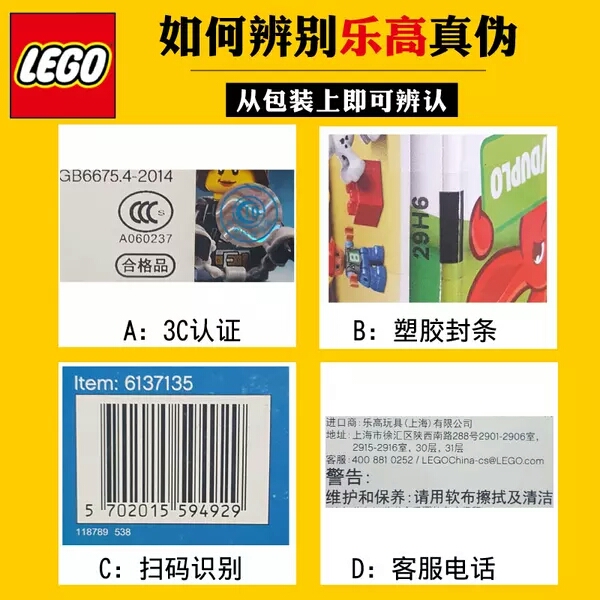 LEGO
如何辨别乐高真伪
从包装上即可辨认
GB6675.4-2014
CCC
S
A060237
合格品
A：3C认证
DUPLO
29H6
B：塑胶封条
Item: 6137135
5 702015 594929
118789 538
C：扫码识别
进口商: 乐高玩具(上海)有限公司
地址: 上海市徐汇区陕西南路288号2901-2906室,
2915-2916室, 30层, 31层
客服: 400 881 0252 / LEGOChina-cs@LEGO.com
警告:
维护和保养: 请用软布擦拭及清洁
D：客服电话